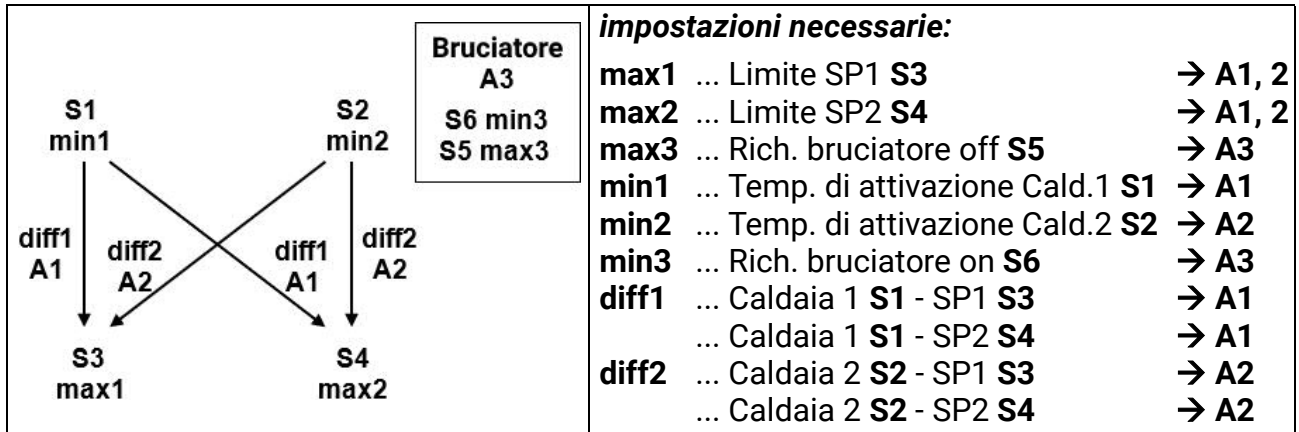 Bruciatore
A3
S6 min3
S5 max3
S1
min1
S2
min2
diff1
A1
diff2
A2
diff1
A1
diff2
A2
S3
max1
S4
max2
impostazioni necessarie:
max1 ... Limite SP1 S3 → A1, 2
max2 ... Limite SP2 S4 → A1, 2
max3 ... Rich. bruciatore off S5 → A3
min1 ... Temp. di attivazione Cald.1 S1 → A1
min2 ... Temp. di attivazione Cald.2 S2 → A2
min3 ... Rich. bruciatore on S6 → A3
diff1 ... Caldaia 1 S1 - SP1 S3 → A1
... Caldaia 1 S1 - SP2 S4 → A1
diff2 ... Caldaia 2 S2 - SP1 S3 → A2
... Caldaia 2 S2 - SP2 S4 → A2